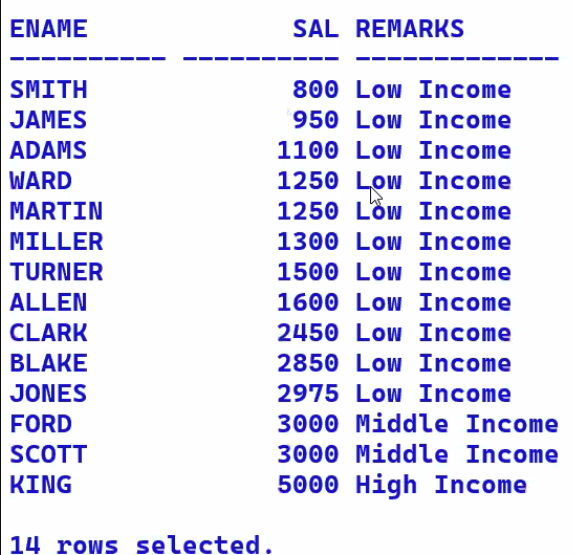 ENAME             SAL REMARKS
---------- ---------- -------------
SMITH             800 Low Income
JAMES             950 Low Income
ADAMS            1100 Low Income
WARD             1250 Low Income
MARTIN           1250 Low Income
MILLER           1300 Low Income
TURNER           1500 Low Income
ALLEN            1600 Low Income
CLARK            2450 Low Income
BLAKE            2850 Low Income
JONES            2975 Low Income
FORD             3000 Middle Income
SCOTT            3000 Middle Income
KING             5000 High Income
14 rows selected.